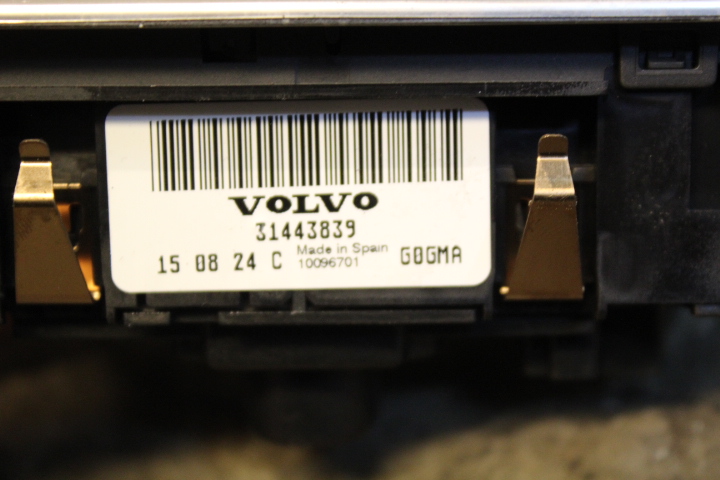 VOLVO
31443839
15 08 24 C Made in Spain G0GMA
10096701